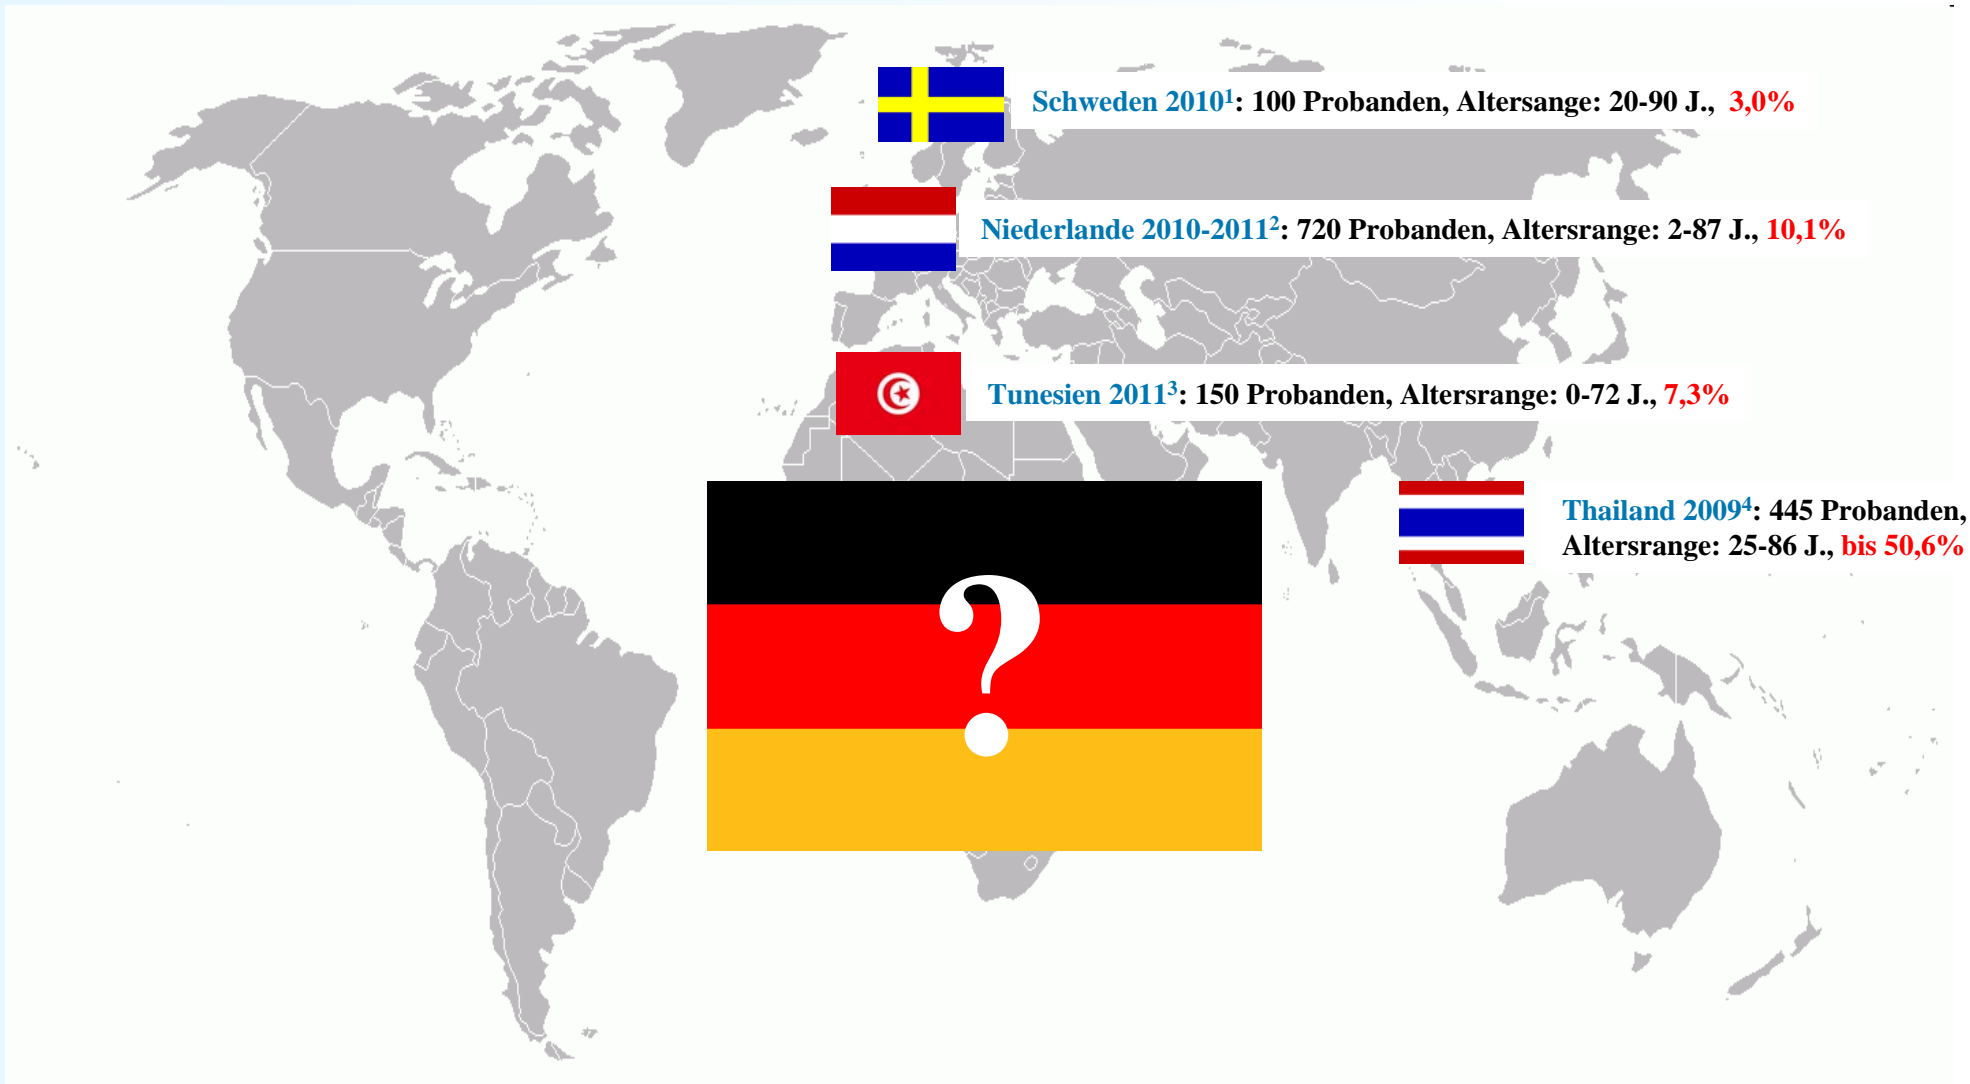 Schweden 2010¹: 100 Probanden, Altersange: 20-90 J., 3,0%
Niederlande 2010-2011²: 720 Probanden, Altersrange: 2-87 J., 10,1%
Tunesien 2011³: 150 Probanden, Altersrange: 0-72 J., 7,3%
Thailand 2009⁴: 445 Probanden,
Altersrange: 25-86 J., bis 50,6%
?